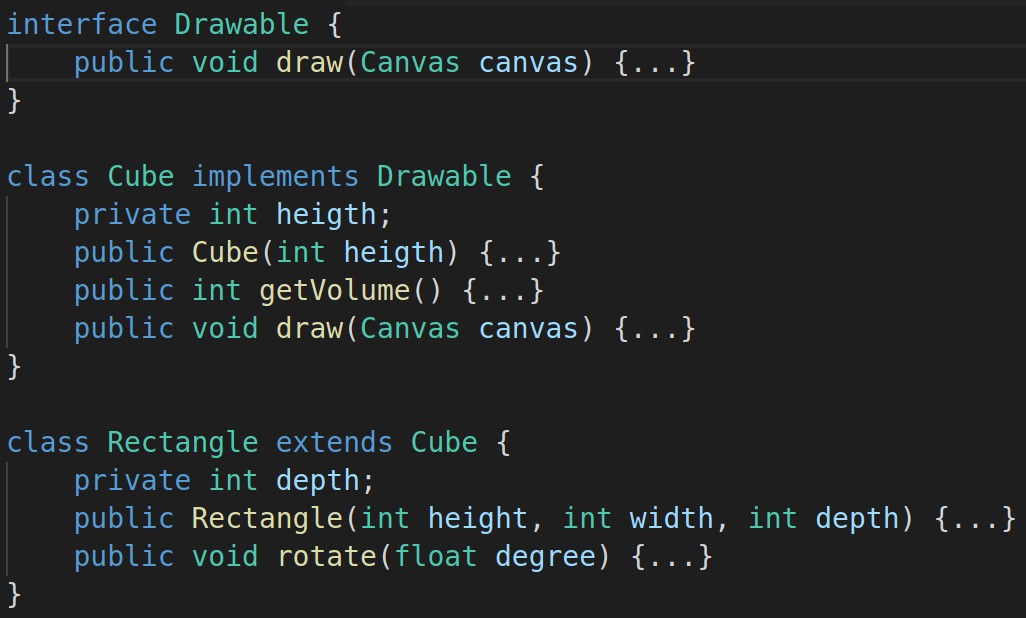 interface Drawable {
    public void draw(Canvas canvas) {...}
}
class Cube implements Drawable {
    private int heigth;
    public Cube(int heigth) {...}
    public int getVolume() {...}
    public void draw(Canvas canvas) {...}
}
class Rectangle extends Cube {
    private int depth;
    public Rectangle(int height, int width, int depth) {...}
    public void rotate(float degree) {...}
}